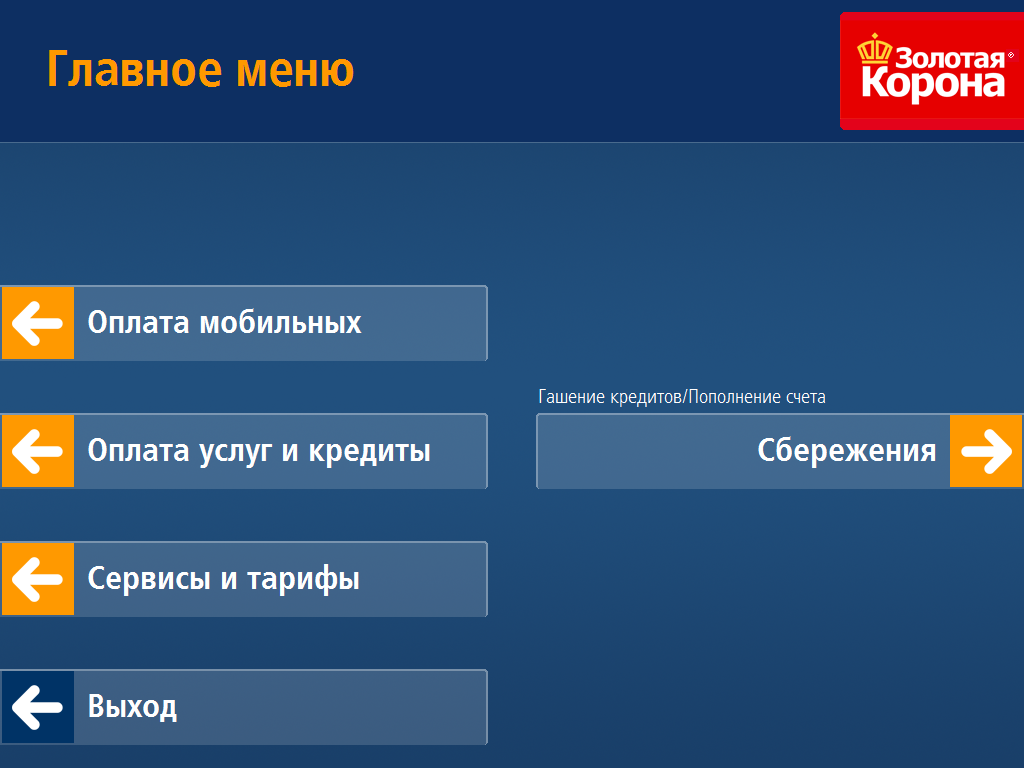 Главное меню
Золотая
Корона
Оплата мобильных
Оплата услуг и кредиты
Сервисы и тарифы
Выход
Гашение кредитов/Пополнение счета
Сбережения